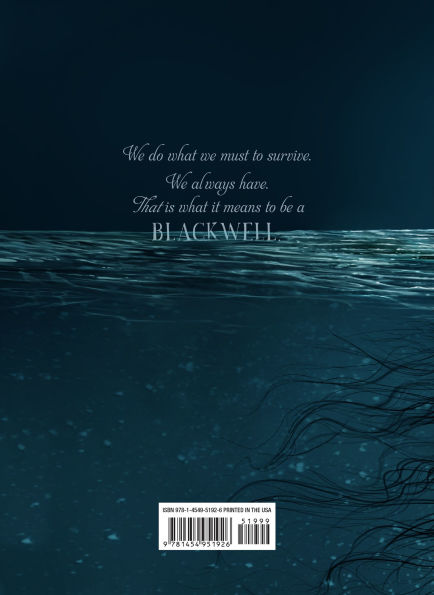 We do what we must to survive.
We always have.
That is what it means to be a
BLACKWELL.
ISBN 978-1-4549-5192-6 PRINTED IN THE USA
51999
9 781454 951926